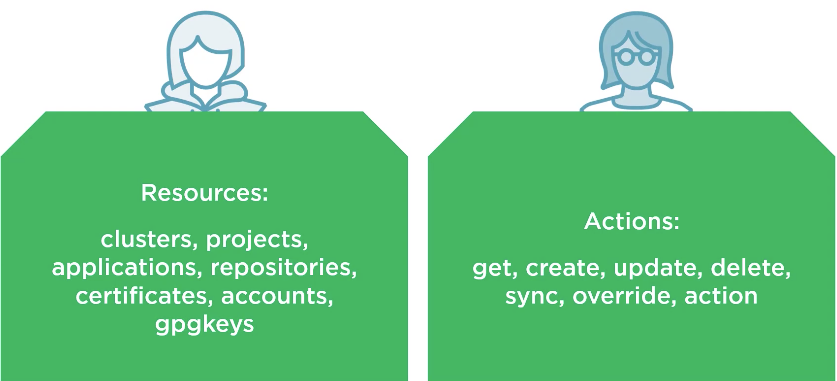 Resources:
clusters, projects,
applications, repositories,
certificates, accounts,
gpgkeys
Actions:
get, create, update, delete,
sync, override, action